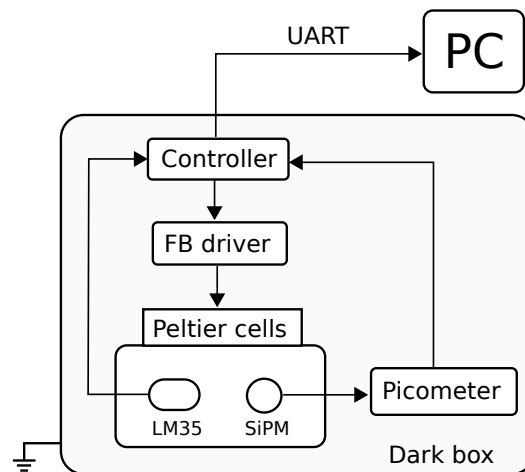 UART
PC
Controller
FB driver
Peltier cells
LM35
SiPM
Picometer
Dark box